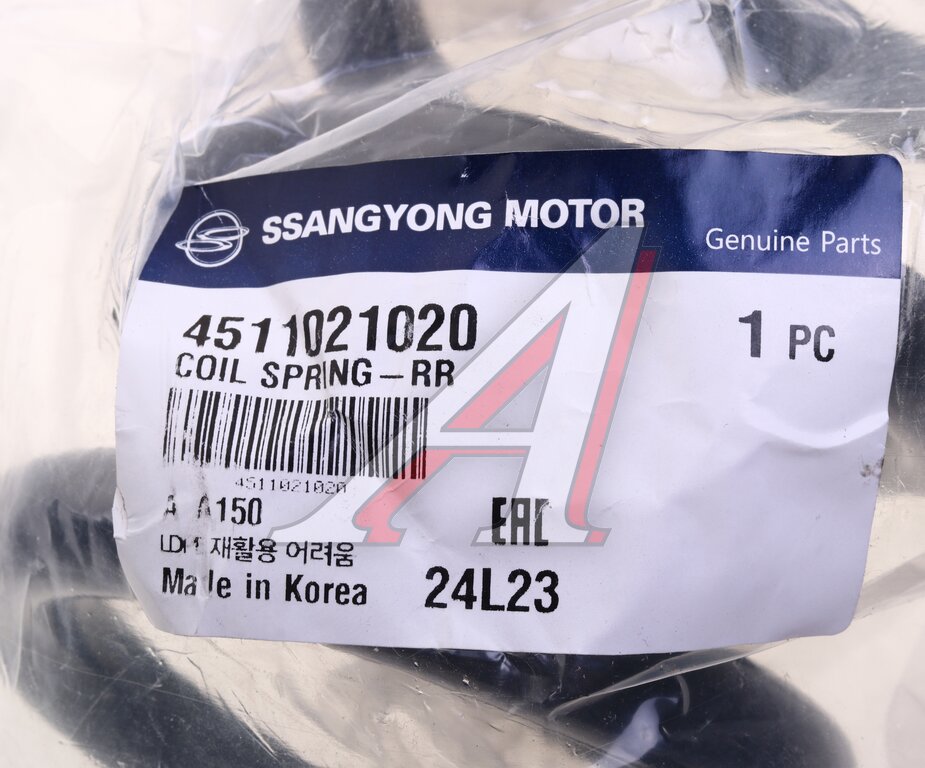 SSANGYONG MOTOR
Genuine Parts
4511021020
1 PC
COIL SPRING-RR
4511021020
A A150
EAC
재활용 어려움
Made in Korea
24L23